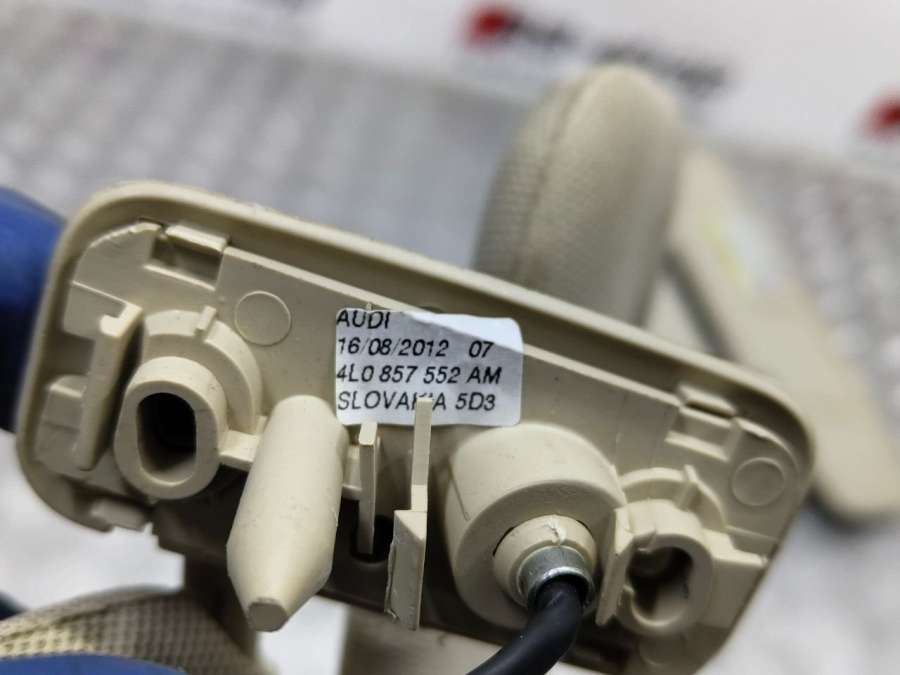 AUDI
16/08/2012 07
4L0 857 552 AM
SLOVAKIA 5D3